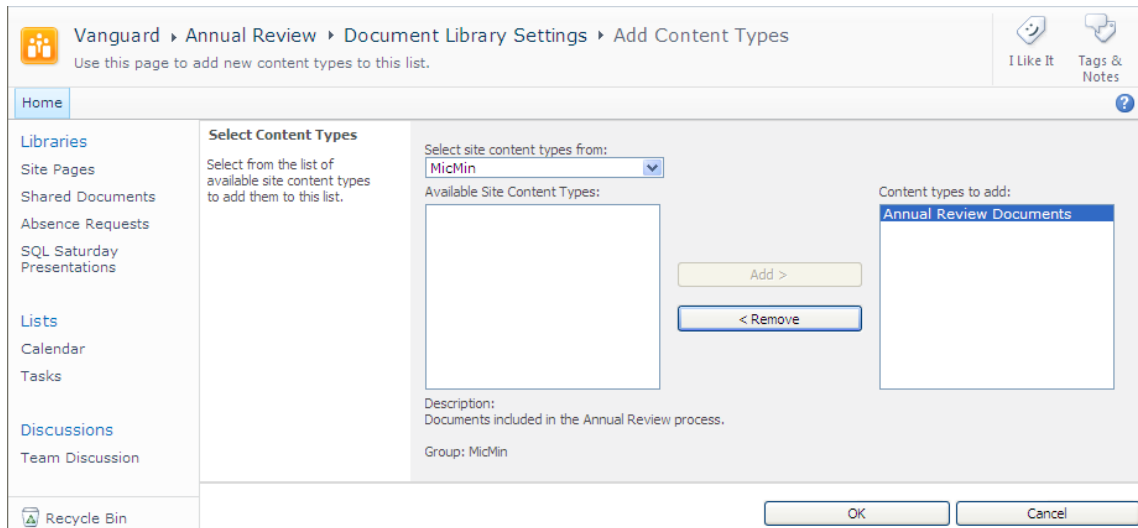 Vanguard ▸ Annual Review ▸ Document Library Settings ▸ Add Content Types
Use this page to add new content types to this list.
I Like It
Tags &
Notes
Home
Libraries
Site Pages
Shared Documents
Absence Requests
SQL Saturday
Presentations
Lists
Calendar
Tasks
Discussions
Team Discussion
Recycle Bin
Select Content Types
Select from the list of
available site content types
to add them to this list.
Select site content types from:
MicMin
Available Site Content Types:
Add >
< Remove
Content types to add:
Annual Review Documents
Description:
Documents included in the Annual Review process.
Group: MicMin
OK
Cancel